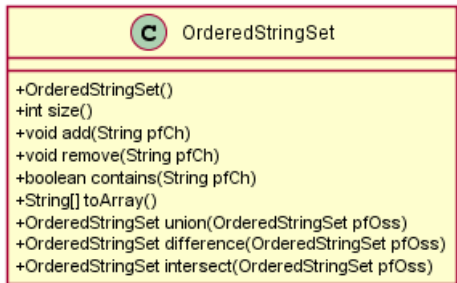 C OrderedStringSet
+OrderedStringSet()
+int size()
+void add(String pfCh)
+void remove(String pfCh)
+boolean contains(String pfCh)
+String[] toArray()
+OrderedStringSet union(OrderedStringSet pfOss)
+OrderedStringSet difference(OrderedStringSet pfOss)
+OrderedStringSet intersect(OrderedStringSet pfOss)